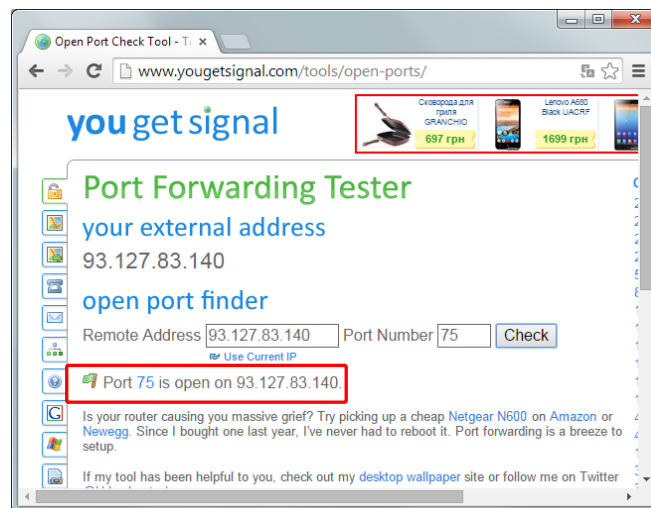 Open Port Check Tool - T
www.yougetsignal.com/tools/open-ports/
you get signal
Сковорода для
гриля
GRANCHIO
697 грн
Lenovo A680
Black UACRF
1699 грн
Port Forwarding Tester
your external address
93.127.83.140
open port finder
Remote Address 93.127.83.140 Port Number 75 Check
Use Current IP
Port 75 is open on 93.127.83.140.
Is your router causing you massive grief? Try picking up a cheap Netgear N600 on Amazon or
Newegg. Since I bought one last year, I've never had to reboot it. Port forwarding is a breeze to
setup.
If my tool has been helpful to you, check out my desktop wallpaper site or follow me on Twitter